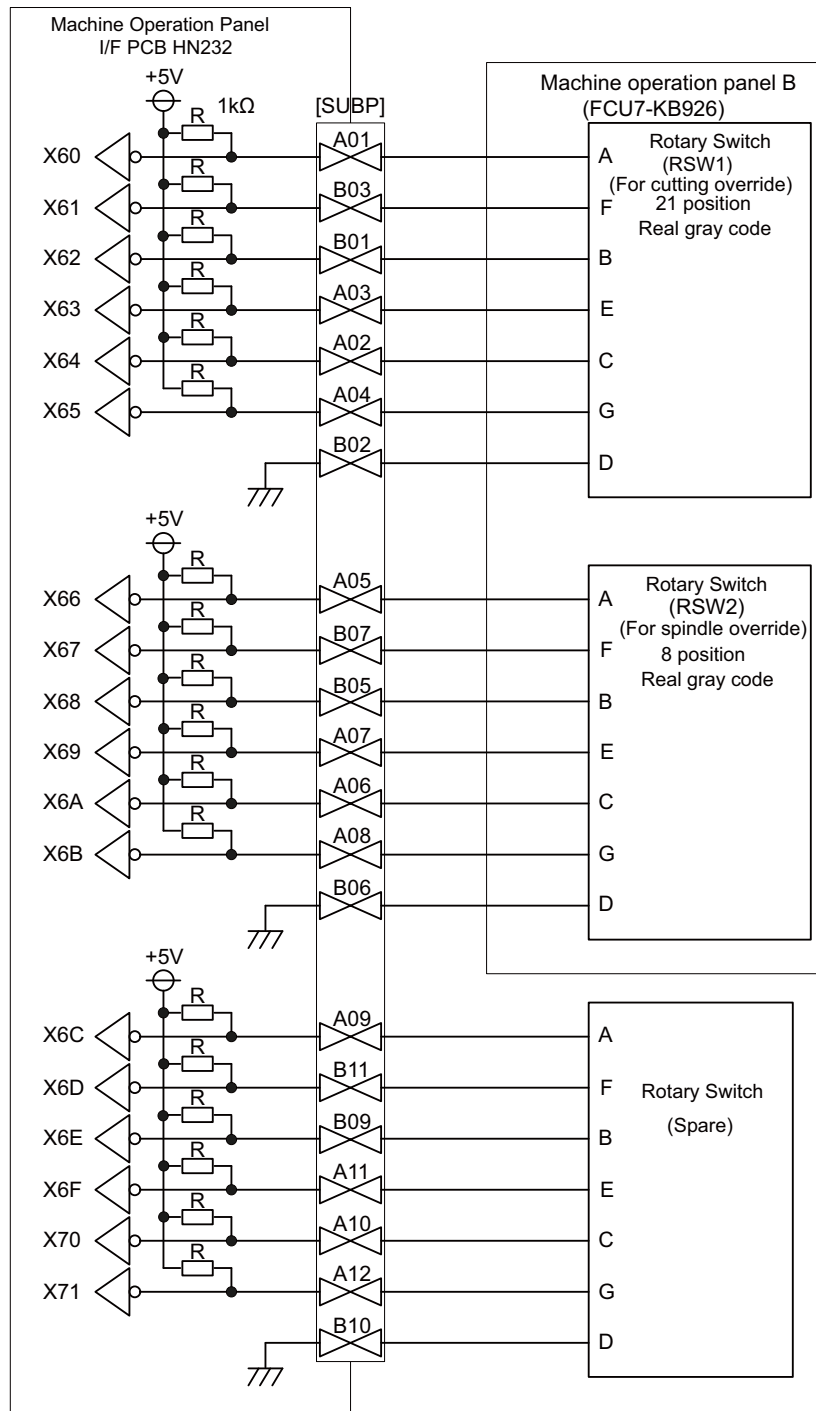 Machine Operation Panel
I/F PCB HN232
+5V
R
1kΩ
[SUBP]
Machine operation panel B
(FCU7-KB926)
X60
A01
A
Rotary Switch
(RSW1)
(For cutting override)
21 position
Real gray code
R
X61
B03
F
R
X62
B01
B
R
X63
A03
E
R
X64
A02
C
R
X65
A04
G
B02
D
+5V
R
X66
A05
A
Rotary Switch
(RSW2)
(For spindle override)
8 position
Real gray code
R
X67
B07
F
R
X68
B05
B
R
X69
A07
E
R
X6A
A06
C
R
X6B
A08
G
B06
D
+5V
R
X6C
A09
A
R
X6D
B11
F
Rotary Switch
(Spare)
R
X6E
B09
B
R
X6F
A11
E
R
X70
A10
C
R
X71
A12
G
B10
D